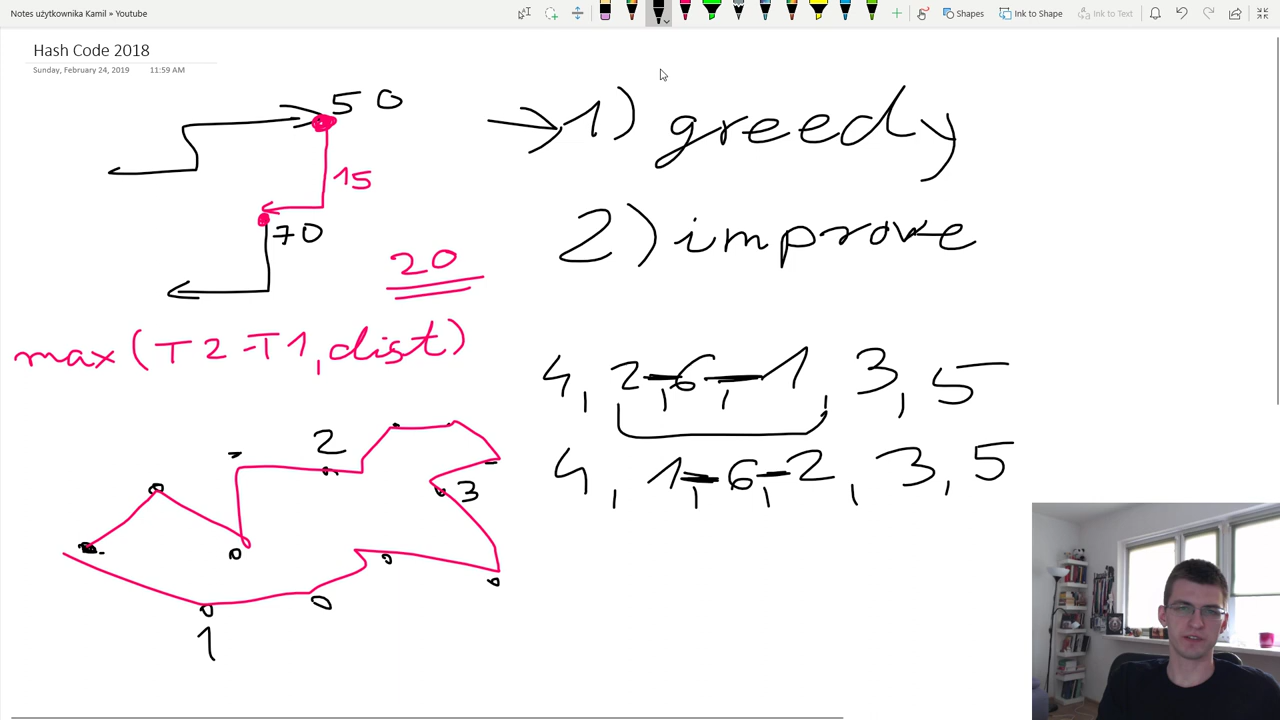 Notes użytkownika Kamil » Youtube
Shapes
Ink to Shape
Ink to Text
Hash Code 2018
Sunday, February 24, 2019 11:59 AM
50
15
70
20
max (T2-T1, dist)
→1) greedy
2) improve
4, 2, 6, 1, 3, 5
4, 1, 6, 2, 3, 5
2
3
1